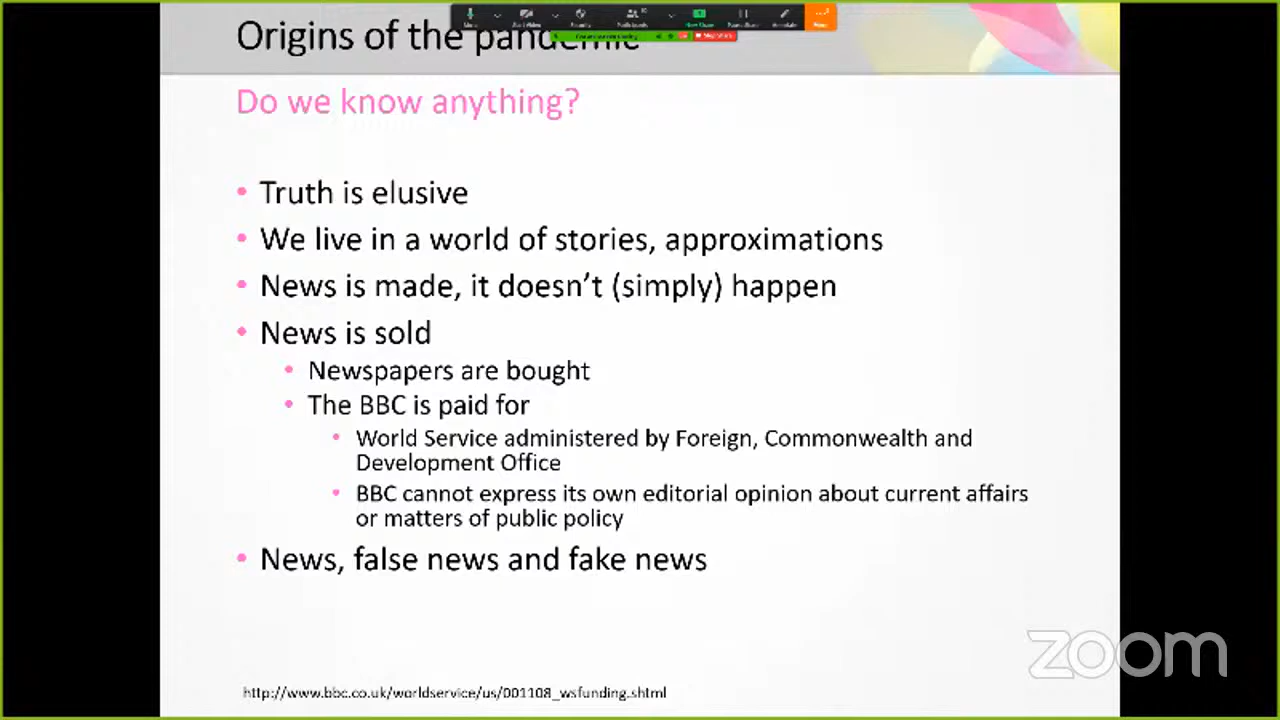 Origins of the pandemic
Do we know anything?
• Truth is elusive
• We live in a world of stories, approximations
• News is made, it doesn't (simply) happen
• News is sold
• Newspapers are bought
• The BBC is paid for
• World Service administered by Foreign, Commonwealth and
Development Office
• BBC cannot express its own editorial opinion about current affairs
or matters of public policy
• News, false news and fake news
zoom
http://www.bbc.co.uk/worldservice/us/001108_wsfunding.shtml